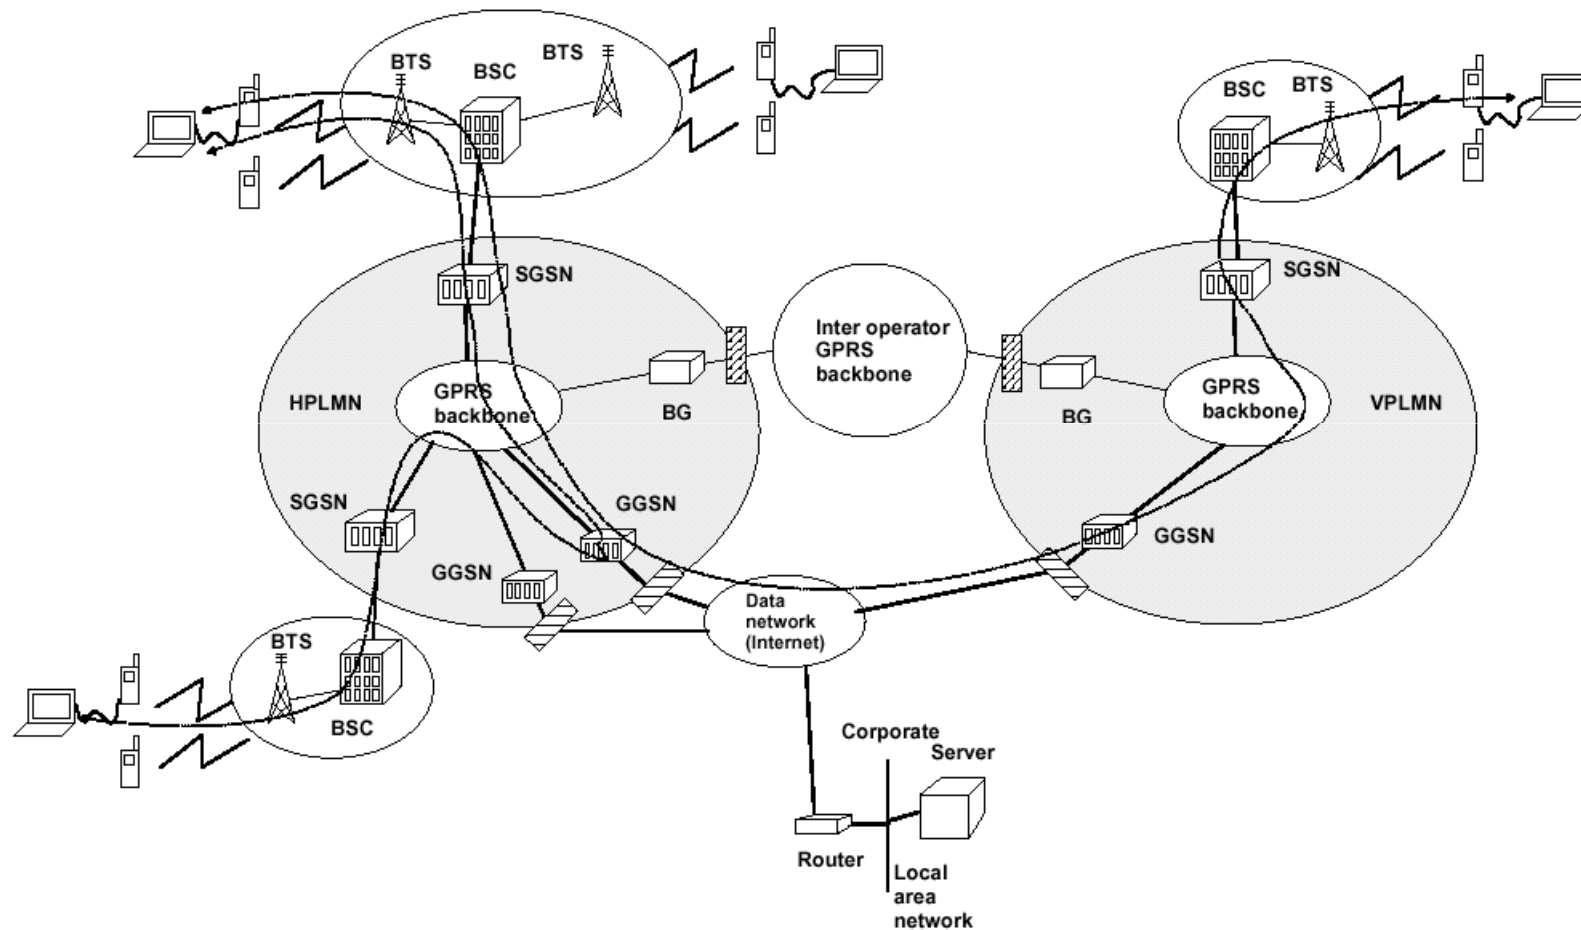 BTS
BSC
BTS
BSC
BTS
SGSN
SGSN
Inter operator
GPRS
backbone
HPLMN
GPRS
backbone
BG
BG
GPRS
backbone
VPLMN
SGSN
GGSN
GGSN
GGSN
Data
network
(Internet)
BTS
BSC
Corporate
Server
Router
Local
area
network